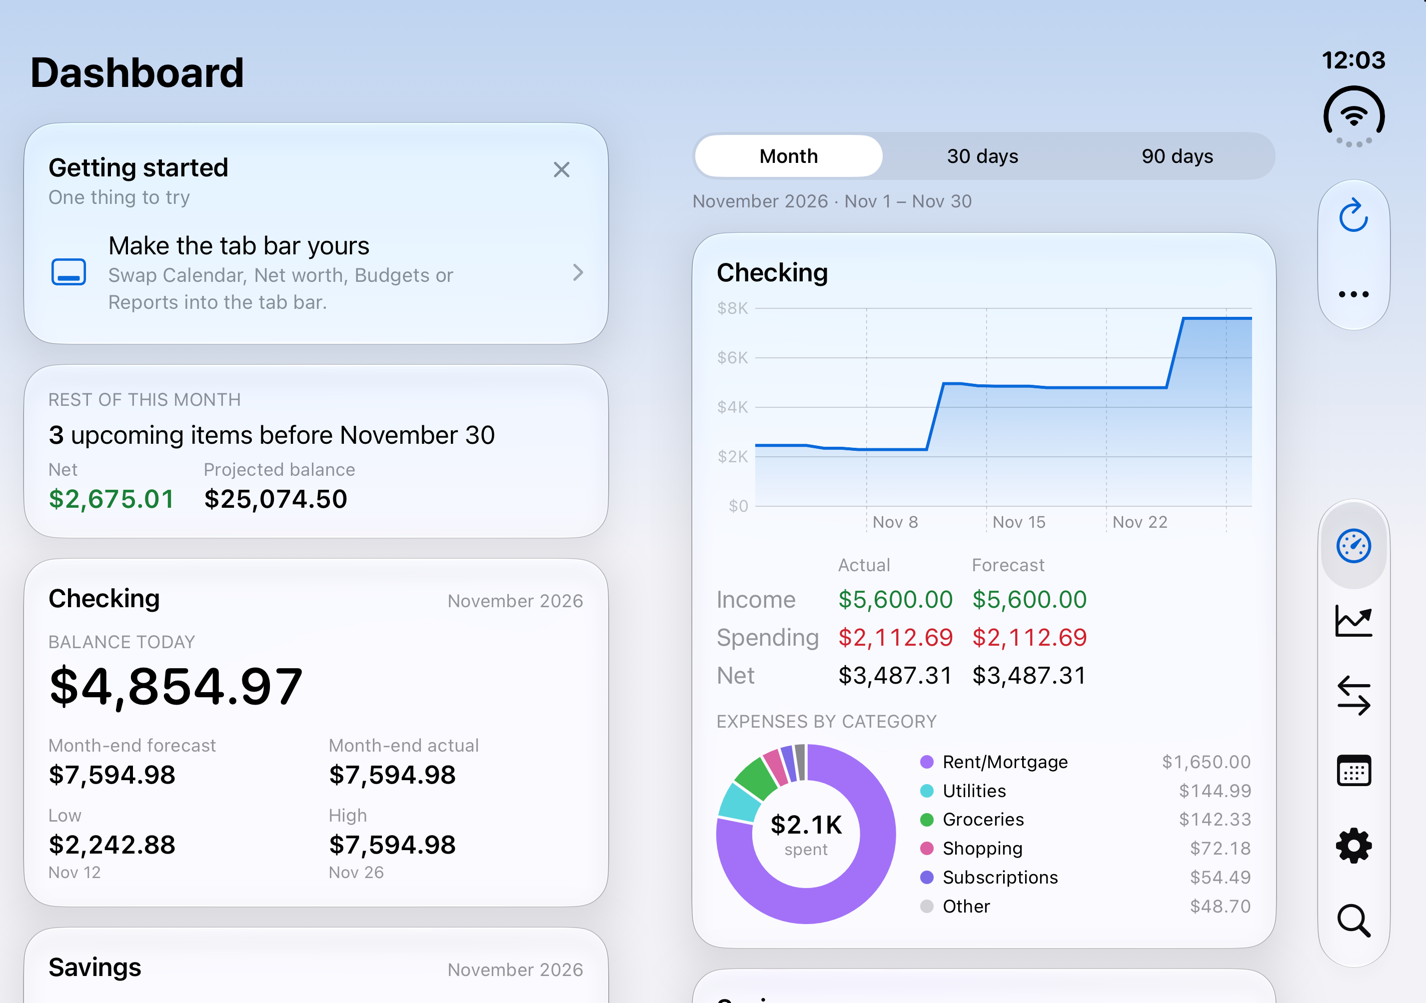 Dashboard
12:03
Getting started
One thing to try
Make the tab bar yours
Swap Calendar, Net worth, Budgets or
Reports into the tab bar.
REST OF THIS MONTH
3 upcoming items before November 30
Net Projected balance
$2,675.01 $25,074.50
Checking November 2026
BALANCE TODAY
$4,854.97
Month-end forecast Month-end actual
$7,594.98 $7,594.98
Low High
$2,242.88 $7,594.98
Nov 12 Nov 26
Savings November 2026
Month 30 days 90 days
November 2026 · Nov 1 – Nov 30
Checking
$8K
$6K
$4K
$2K
$0
Nov 8 Nov 15 Nov 22
Actual Forecast
Income $5,600.00 $5,600.00
Spending $2,112.69 $2,112.69
Net $3,487.31 $3,487.31
EXPENSES BY CATEGORY
$2.1K
spent
Rent/Mortgage $1,650.00
Utilities $144.99
Groceries $142.33
Shopping $72.18
Subscriptions $54.49
Other $48.70